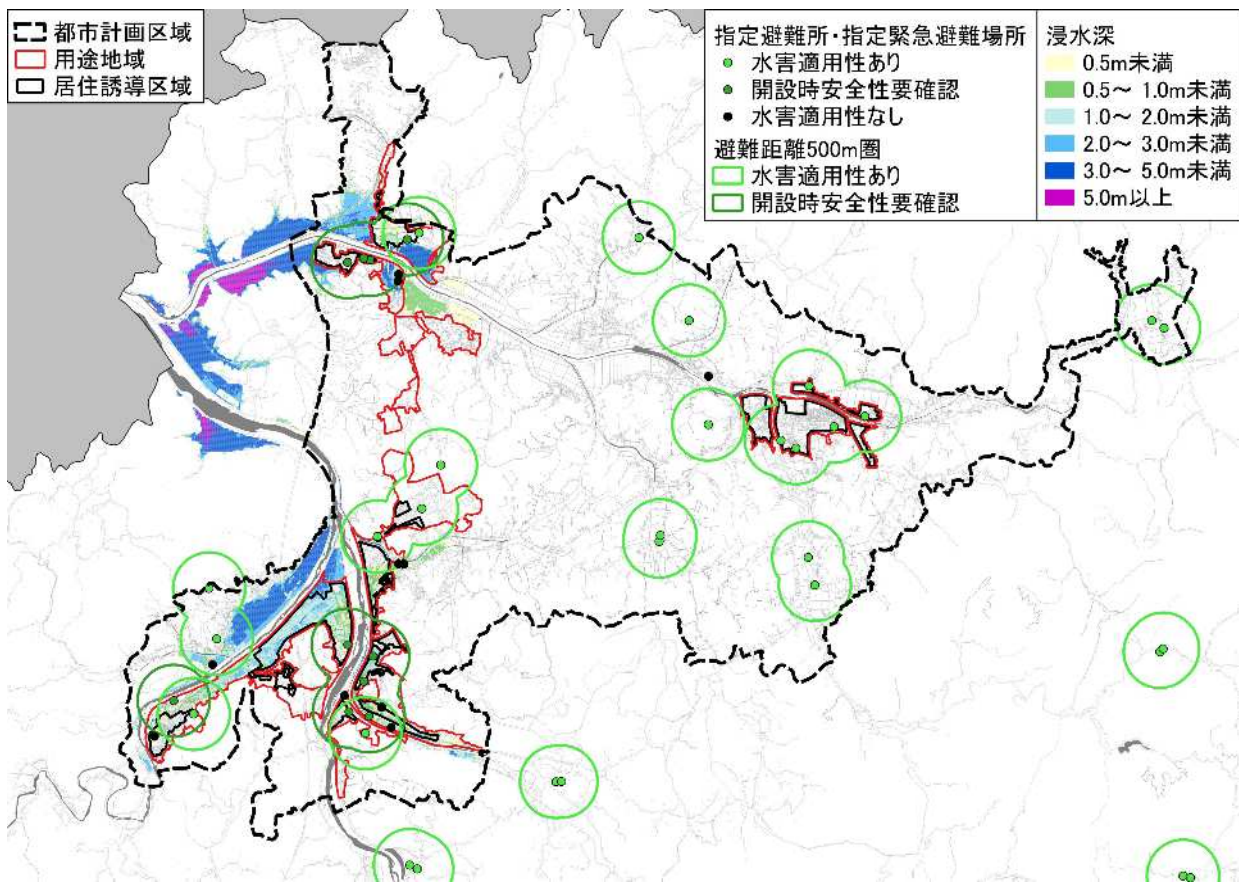 都市計画区域
用途地域
居住誘導区域
指定避難所・指定緊急避難場所
水害適用性あり
開設時安全性要確認
水害適用性なし
避難距離500m圏
水害適用性あり
開設時安全性要確認
浸水深
0.5m未満
0.5～ 1.0m未満
1.0～ 2.0m未満
2.0～ 3.0m未満
3.0～ 5.0m未満
5.0m以上